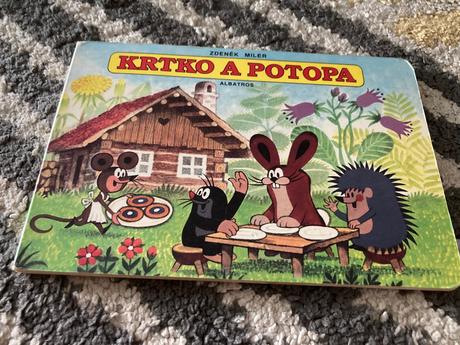 ZDENĚK MILER
KRTKO A POTOPA
ALBATROS